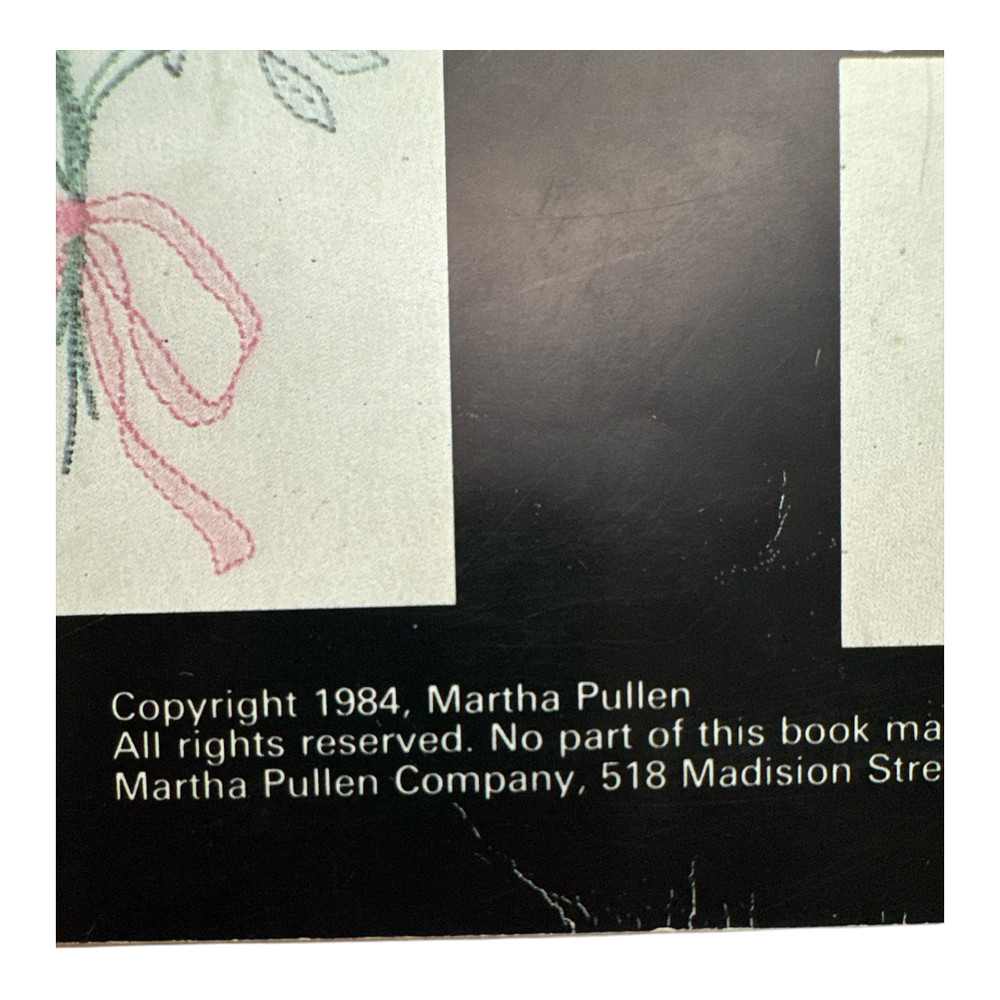 Copyright 1984, Martha Pullen
All rights reserved. No part of this book ma
Martha Pullen Company, 518 Madision Stre